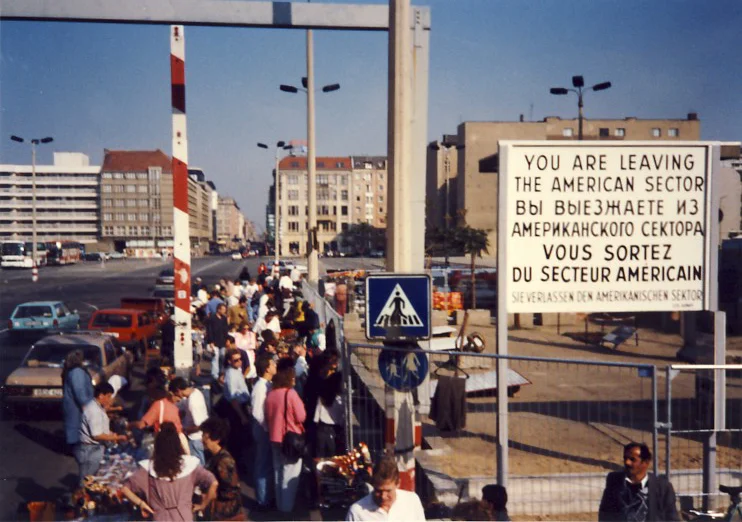 YOU ARE LEAVING
THE AMERICAN SECTOR
ВЫ ВЫЕЗЖАЕТЕ ИЗ
АМЕРИКАНСКОГО СЕКТОРА
VOUS SORTEZ
DU SECTEUR AMÉRICAIN
SIE VERLASSEN DEN AMERIKANISCHEN SEKTOR